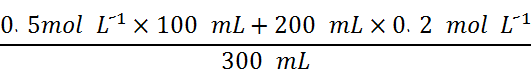 0. 5mol L⁻¹ × 100 mL + 200 mL × 0. 2 mol L⁻¹
300 mL